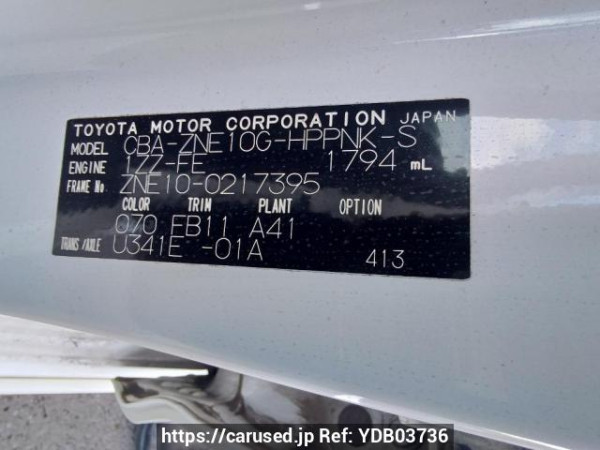 TOYOTA MOTOR CORPORATION JAPAN
MODEL CBA-ZNE10G-HPPNK-S
ENGINE 1ZZ-FE 1794 mL
FRAME No. ZNE10-0217395
COLOR TRIM PLANT OPTION
070 EB11 A41
TRANS/AXLE U341E -01A
413
https://carused.jp Ref: YDB03736